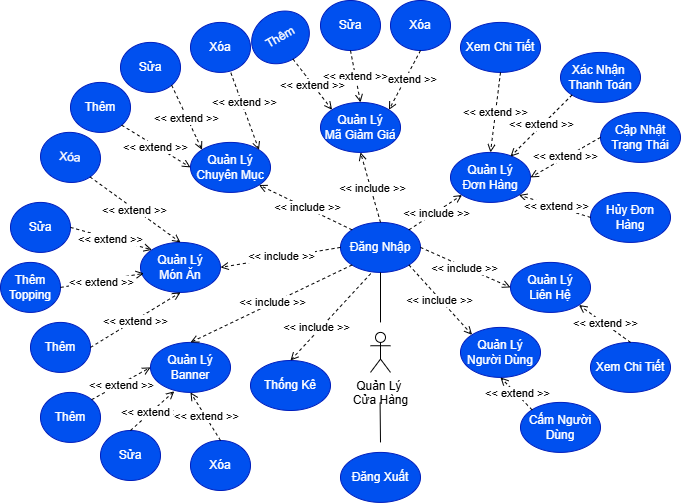 Thêm
Sửa
Xóa
Xóa
Xem Chi Tiết
Sửa
Xác Nhận
Thanh Toán
<< extend >>
<< extend >>
<< extend >>
<< extend >>
Thêm
Quản Lý
Mã Giảm Giá
<< extend >>
<< extend >>
<< extend >>
<< extend >>
Cập Nhật
Trạng Thái
<< extend >>
Xóa
Quản Lý
Chuyên Mục
Quản Lý
Đơn Hàng
<< extend >>
<< include >>
<< extend >>
<< include >>
<< include >>
<< extend >>
Hủy Đơn
Hàng
Sửa
<< extend >>
Quản Lý
Món Ăn
<< include >>
Đăng Nhập
<< include >>
Thêm
Topping
<< extend >>
<< include >>
<< include >>
Quản Lý
Liên Hệ
<< extend >>
<< include >>
<< include >>
<< extend >>
Thêm
Quản Lý
Banner
Quản Lý
Người Dùng
Xem Chi Tiết
<< extend >>
Thống Kê
Quản Lý
Cửa Hàng
<< extend >>
Thêm
<< extend
<< extend >>
Cấm Người
Dùng
Sửa
Xóa
Đăng Xuất